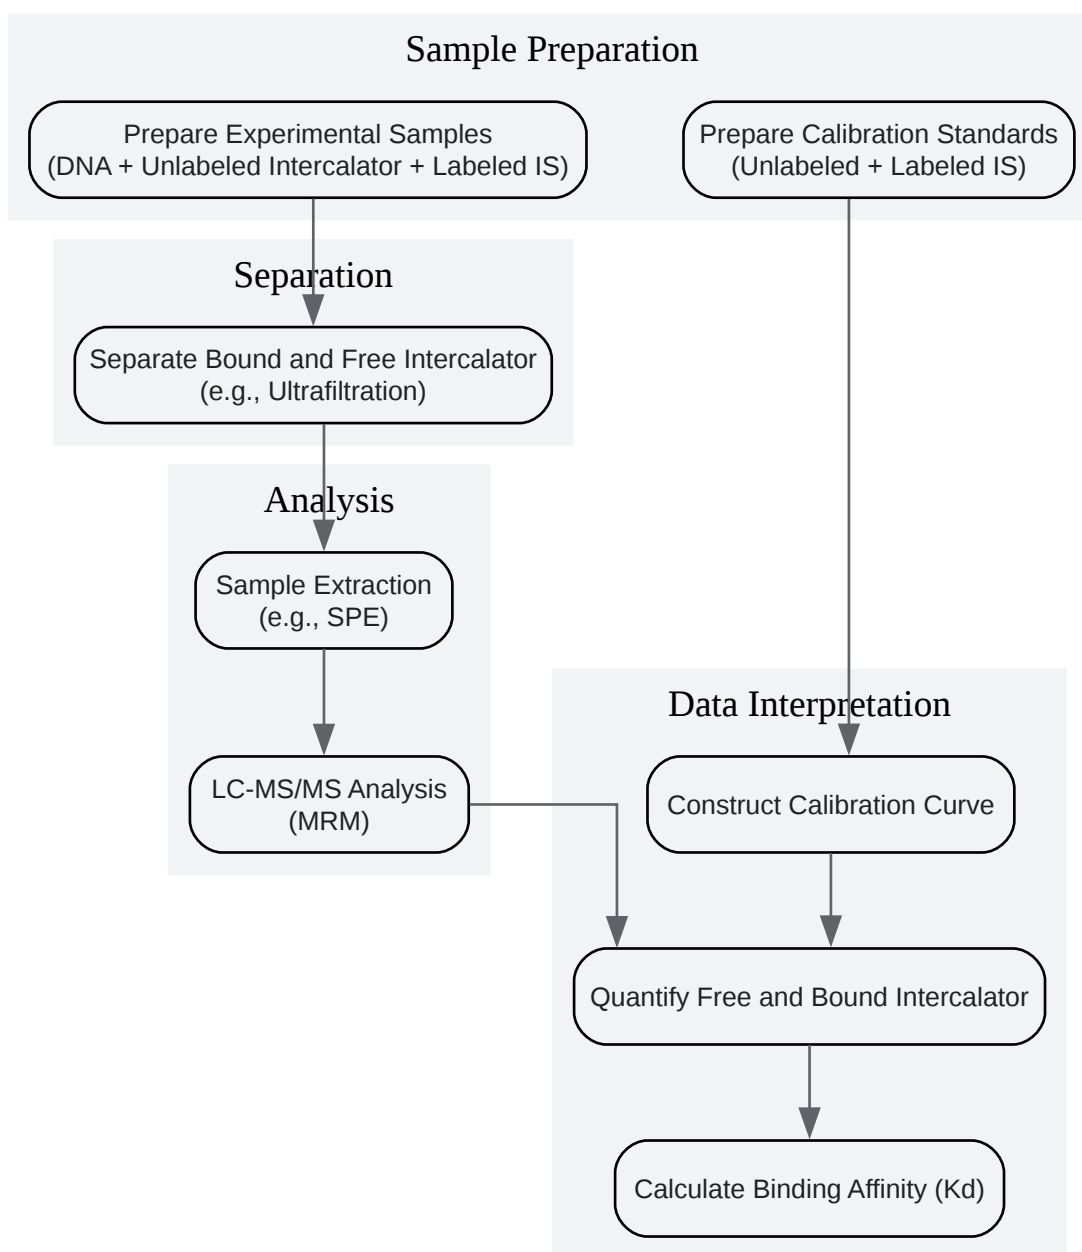 Sample Preparation
Prepare Experimental Samples
(DNA + Unlabeled Intercalator + Labeled IS)
Prepare Calibration Standards
(Unlabeled + Labeled IS)
Separation
Separate Bound and Free Intercalator
(e.g., Ultrafiltration)
Analysis
Sample Extraction
(e.g., SPE)
LC-MS/MS Analysis
(MRM)
Data Interpretation
Construct Calibration Curve
Quantify Free and Bound Intercalator
Calculate Binding Affinity (Kd)